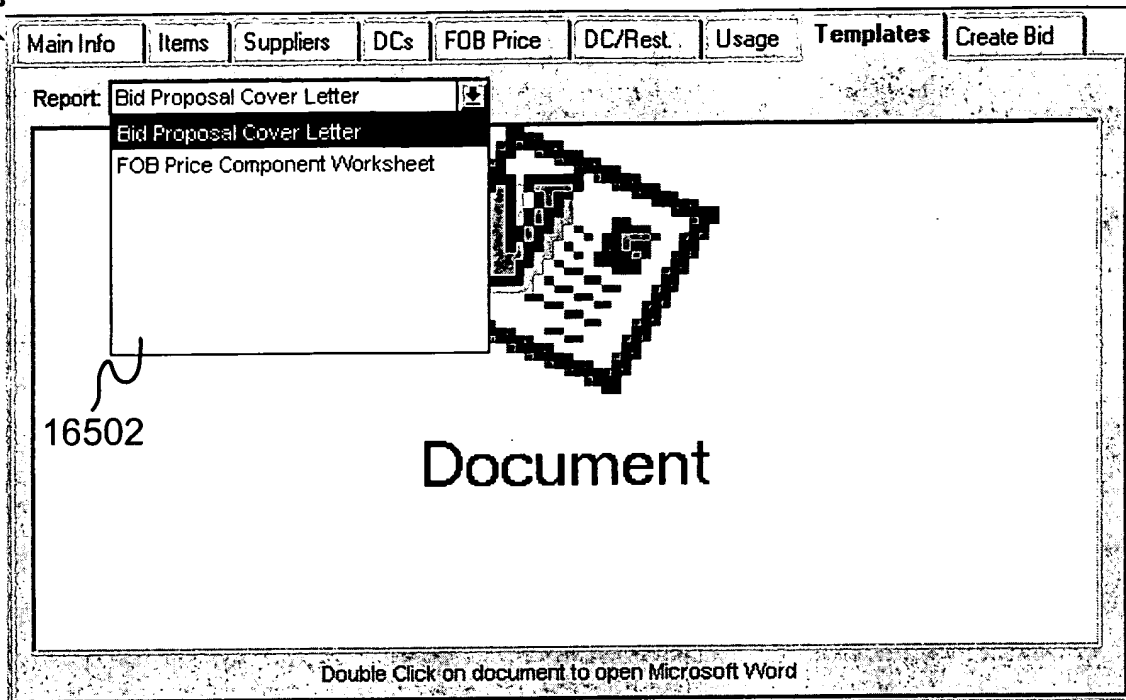 Main Info Items Suppliers DCs FOB Price DC/Rest. Usage Templates Create Bid
Report: Bid Proposal Cover Letter
Bid Proposal Cover Letter
FOB Price Component Worksheet
16502
Document
Double Click on document to open Microsoft Word